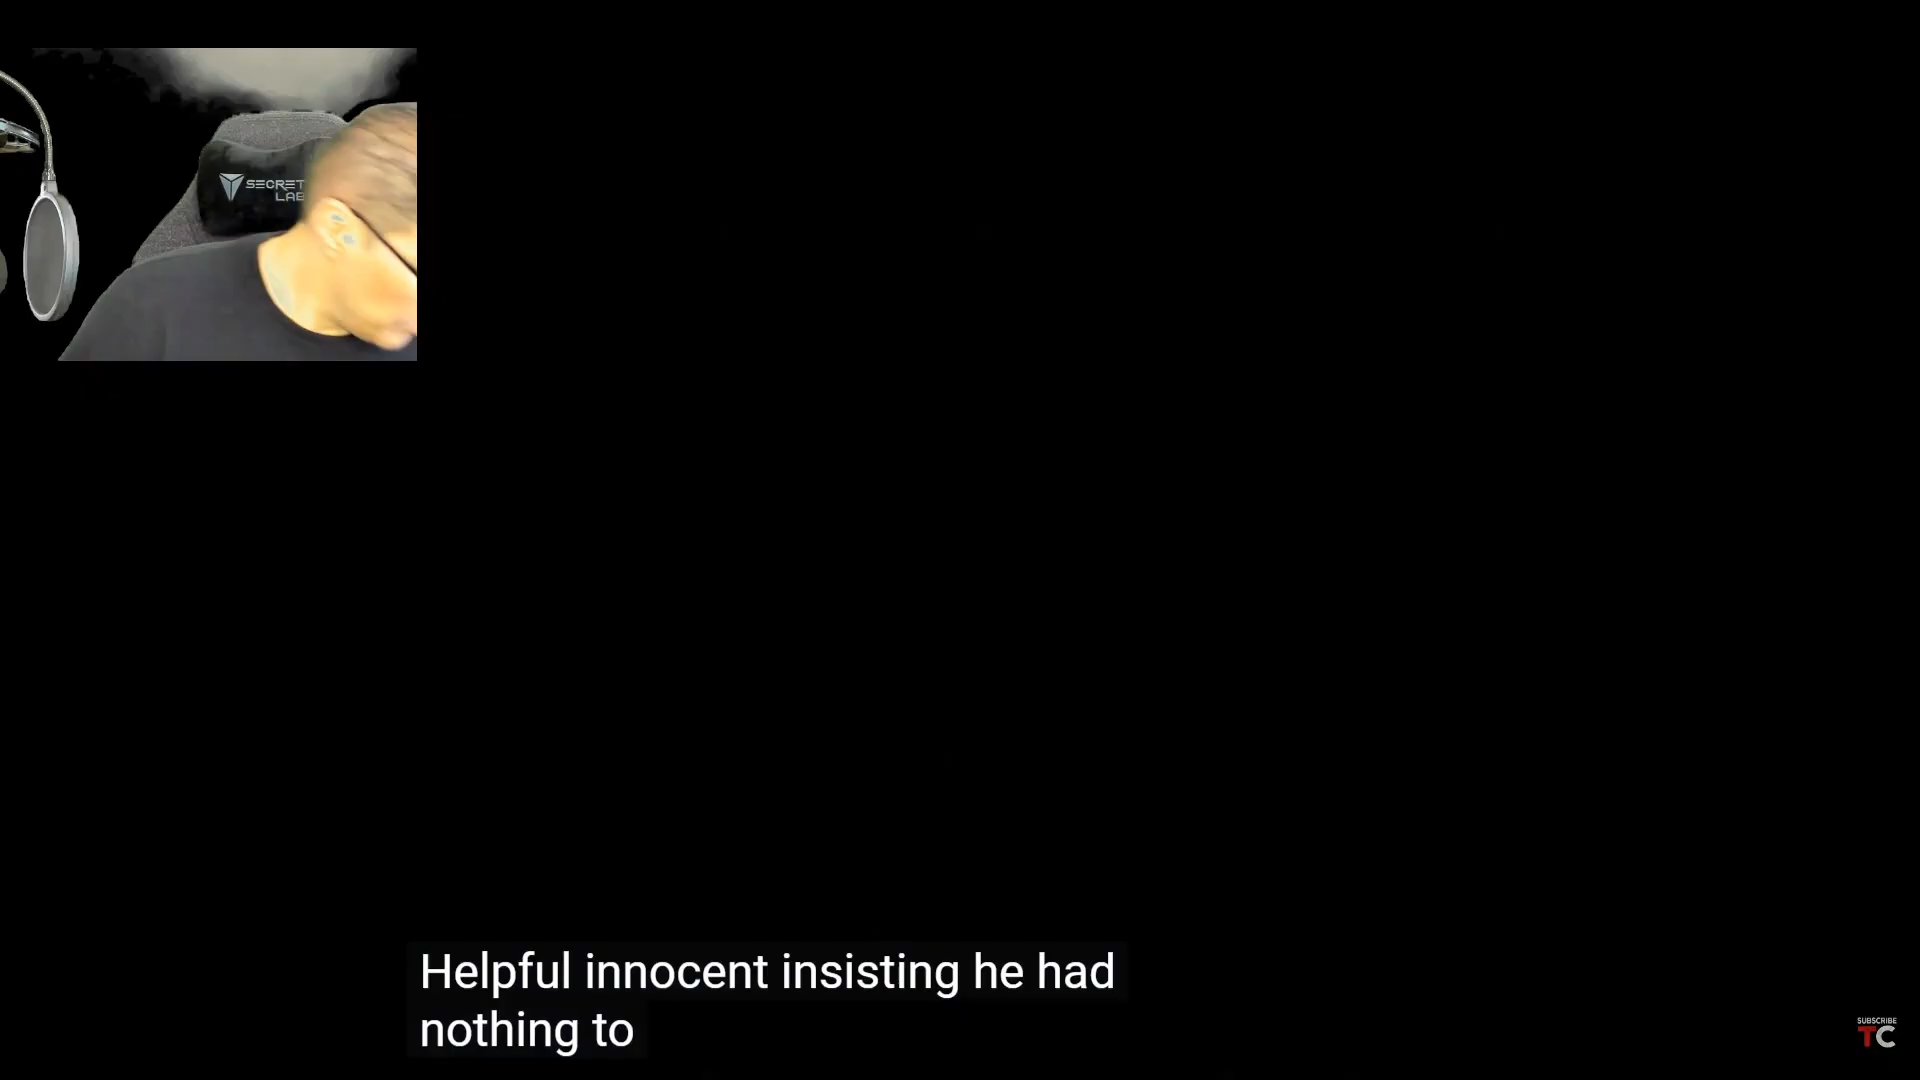 SECRET
LAB
Helpful innocent insisting he had
nothing to
SUBSCRIBE
TC